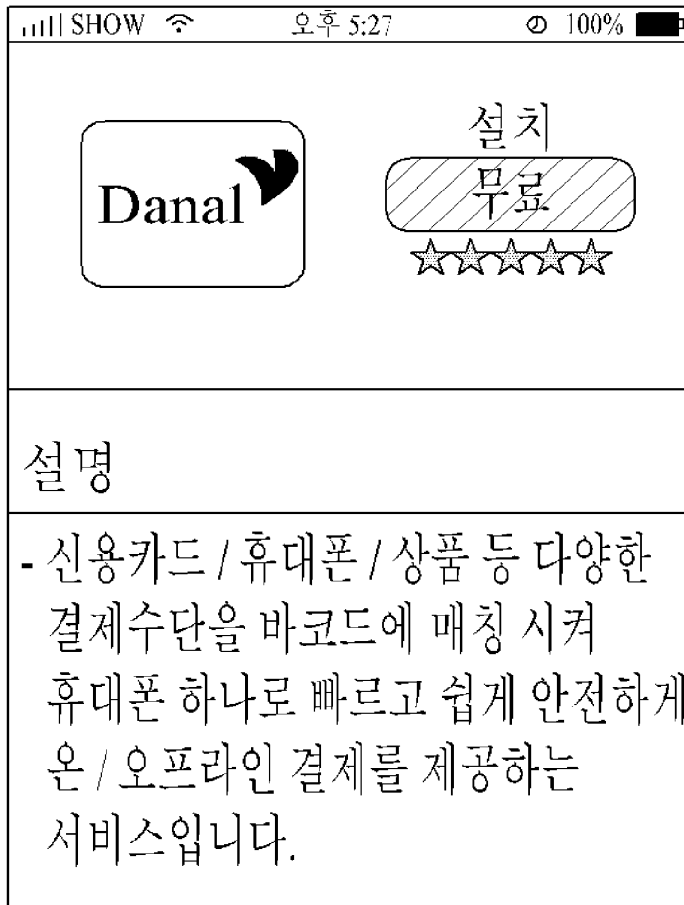 SHOW 오후 5:27 100%
Danal
설치
무료
설명
- 신용카드 / 휴대폰 / 상품 등 다양한
결제수단을 바코드에 매칭 시켜
휴대폰 하나로 빠르고 쉽게 안전하게
온 / 오프라인 결제를 제공하는
서비스입니다.